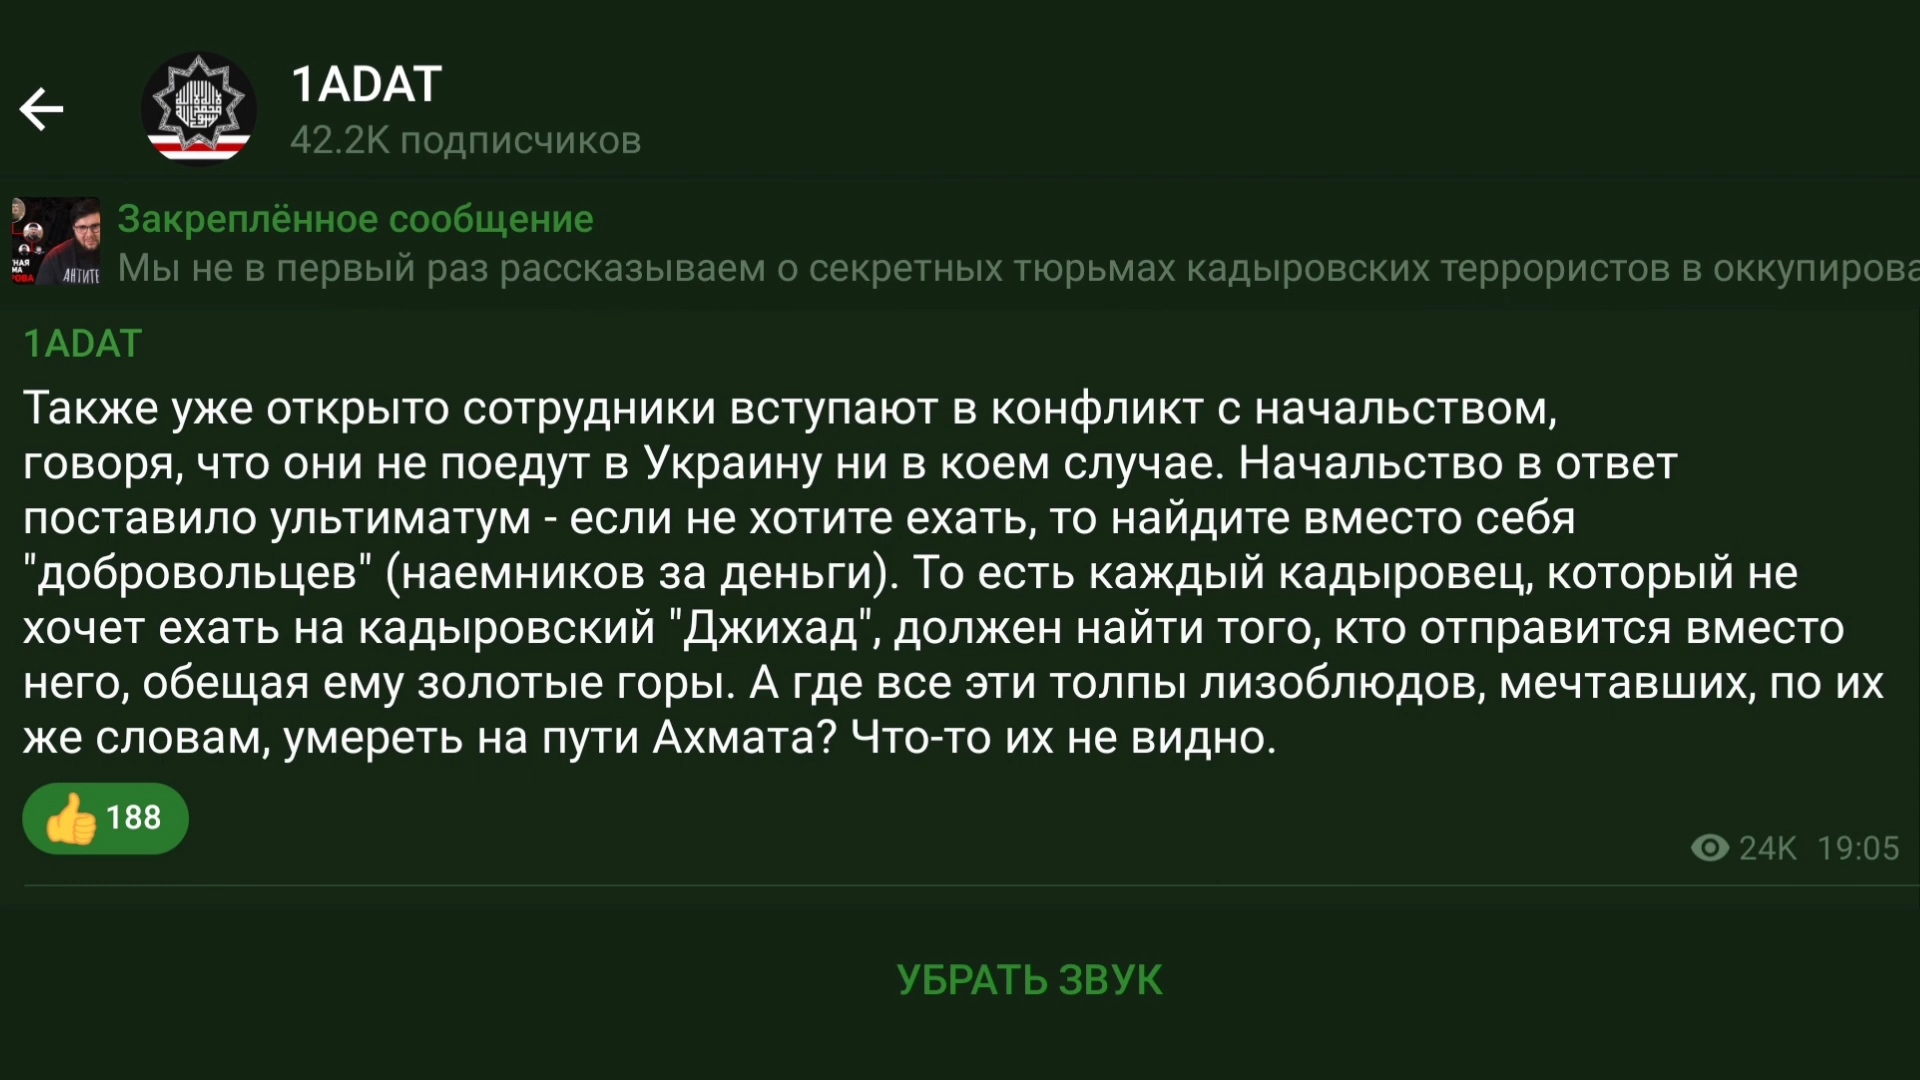 1ADAT
42.2K подписчиков
Закреплённое сообщение
Мы не в первый раз рассказываем о секретных тюрьмах кадыровских террористов в оккупирова
1ADAT
Также уже открыто сотрудники вступают в конфликт с начальством,
говоря, что они не поедут в Украину ни в коем случае. Начальство в ответ
поставило ультиматум - если не хотите ехать, то найдите вместо себя
"добровольцев" (наемников за деньги). То есть каждый кадыровец, который не
хочет ехать на кадыровский "Джихад", должен найти того, кто отправится вместо
него, обещая ему золотые горы. А где все эти толпы лизоблюдов, мечтавших, по их
же словам, умереть на пути Ахмата? Что-то их не видно.
188
24K 19:05
УБРАТЬ ЗВУК